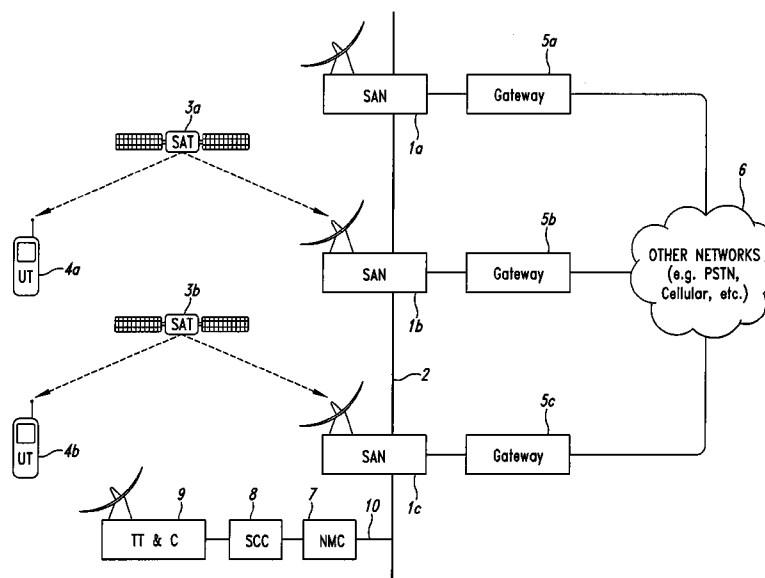 5a
SAN
Gateway
3a
1a
SAT
6
5b
UT
4a
OTHER NETWORKS
(e.g. PSTN,
Cellular, etc.)
SAN
Gateway
3b
1b
SAT
2
5c
UT
4b
SAN
Gateway
9
8
7
10
1c
TT & C
SCC
NMC